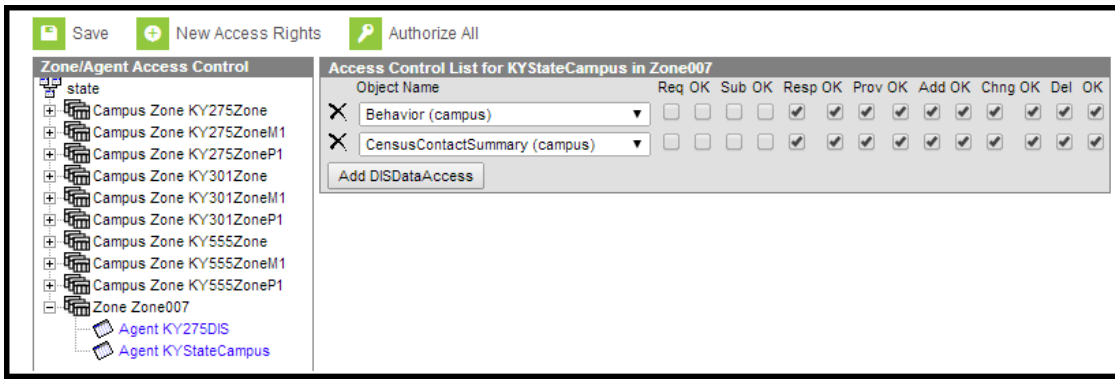 Save New Access Rights Authorize All
Zone/Agent Access Control
state
Campus Zone KY275Zone
Campus Zone KY275ZoneM1
Campus Zone KY275ZoneP1
Campus Zone KY301Zone
Campus Zone KY301ZoneM1
Campus Zone KY301ZoneP1
Campus Zone KY555Zone
Campus Zone KY555ZoneM1
Campus Zone KY555ZoneP1
Zone Zone007
Agent KY275DIS
Agent KYStateCampus
Access Control List for KYStateCampus in Zone007
Object Name Req OK Sub OK Resp OK Prov OK Add OK Chng OK Del OK
Behavior (campus)
CensusContactSummary (campus)
Add DISDataAccess